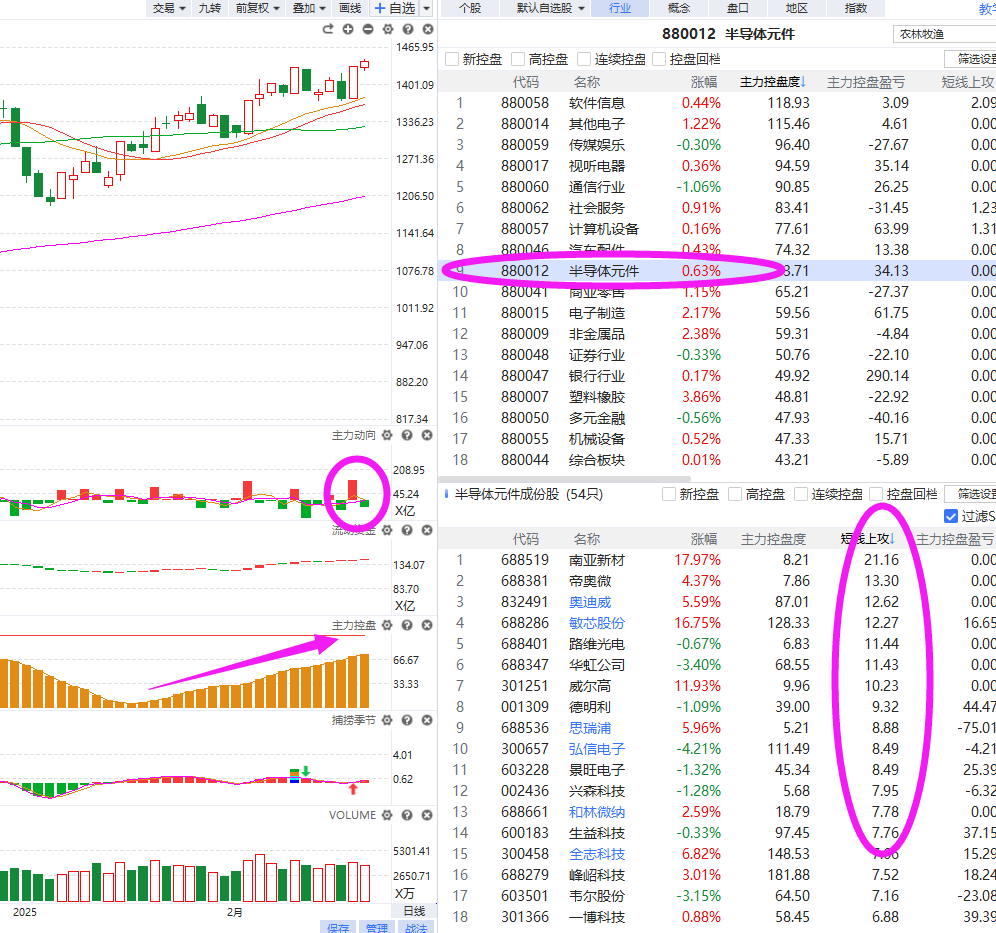 交易 九转 前复权 叠加 画线 自选
1465.95
1401.09
1336.23
1271.36
1206.50
1141.64
1076.78
1011.92
947.06
882.20
817.34
主力动向
208.95
45.24
X亿
134.07
83.70
X亿
主力控盘
66.67
33.33
捕捞季节
4.01
0.62
VOLUME
5301.41
2650.71
X万
2025 2月 日线
保存 管理 战法
个股 默认自选股 行业 概念 盘口 地区 指数
880012 半导体元件 农林牧渔
新控盘 高控盘 连续控盘 控盘回档 筛选设
代码 名称 涨幅 主力控盘度↓ 主力控盘盈亏 短线上攻
1 880058 软件信息 0.44% 118.93 3.09 2.09
2 880014 其他电子 1.22% 115.46 4.61 0.00
3 880059 传媒娱乐 -0.30% 96.40 -27.67 0.00
4 880017 视听电器 0.36% 94.59 35.14 0.00
5 880060 通信行业 -1.06% 90.85 26.25 0.00
6 880062 社会服务 0.91% 83.41 -31.45 1.23
7 880057 计算机设备 0.16% 77.61 63.99 1.31
8 880046 汽车配件 0.43% 74.32 13.38 0.00
9 880012 半导体元件 0.63% 3.71 34.13 0.00
10 880041 商业零售 1.15% 65.21 -27.37 0.00
11 880015 电子制造 2.17% 59.56 61.75 0.00
12 880009 非金属品 2.38% 59.31 -4.84 0.00
13 880048 证券行业 -0.33% 50.76 -22.10 0.00
14 880047 银行行业 0.17% 49.92 290.14 0.00
15 880007 塑料橡胶 3.86% 48.81 -22.92 0.00
16 880050 多元金融 -0.56% 47.93 -40.16 0.00
17 880055 机械设备 0.52% 47.33 15.71 0.00
18 880044 综合板块 0.01% 43.21 -5.89 0.00
半导体元件成份股 (54只) 新控盘 高控盘 连续控盘 控盘回档 筛选设
过滤S
代码 名称 涨幅 主力控盘度 短线上攻↓ 主力控盘盈亏
1 688519 南亚新材 17.97% 8.21 21.16 0.00
2 688381 帝奥微 4.37% 7.86 13.30 0.00
3 832491 奥迪威 5.59% 87.01 12.62 0.00
4 688286 敏芯股份 16.75% 128.33 12.27 16.65
5 688401 路维光电 -0.67% 6.83 11.44 0.00
6 688347 华虹公司 -3.40% 68.55 11.43 0.00
7 301251 威尔高 11.93% 9.96 10.23 0.00
8 001309 德明利 -1.09% 39.00 9.32 44.47
9 688536 思瑞浦 5.96% 5.21 8.88 -75.01
10 300657 弘信电子 -4.21% 111.49 8.49 -4.21
11 603228 景旺电子 -1.32% 45.34 8.49 25.39
12 002436 兴森科技 -1.28% 5.68 7.95 -6.32
13 688661 和林微纳 2.59% 18.79 7.78 0.00
14 600183 生益科技 -0.33% 97.45 7.76 37.15
15 300458 全志科技 6.82% 148.53 7.66 15.29
16 688279 峰岹科技 3.01% 181.88 7.52 18.24
17 603501 韦尔股份 -3.15% 64.50 7.16 -23.08
18 301366 一博科技 0.88% 58.45 6.88 39.39